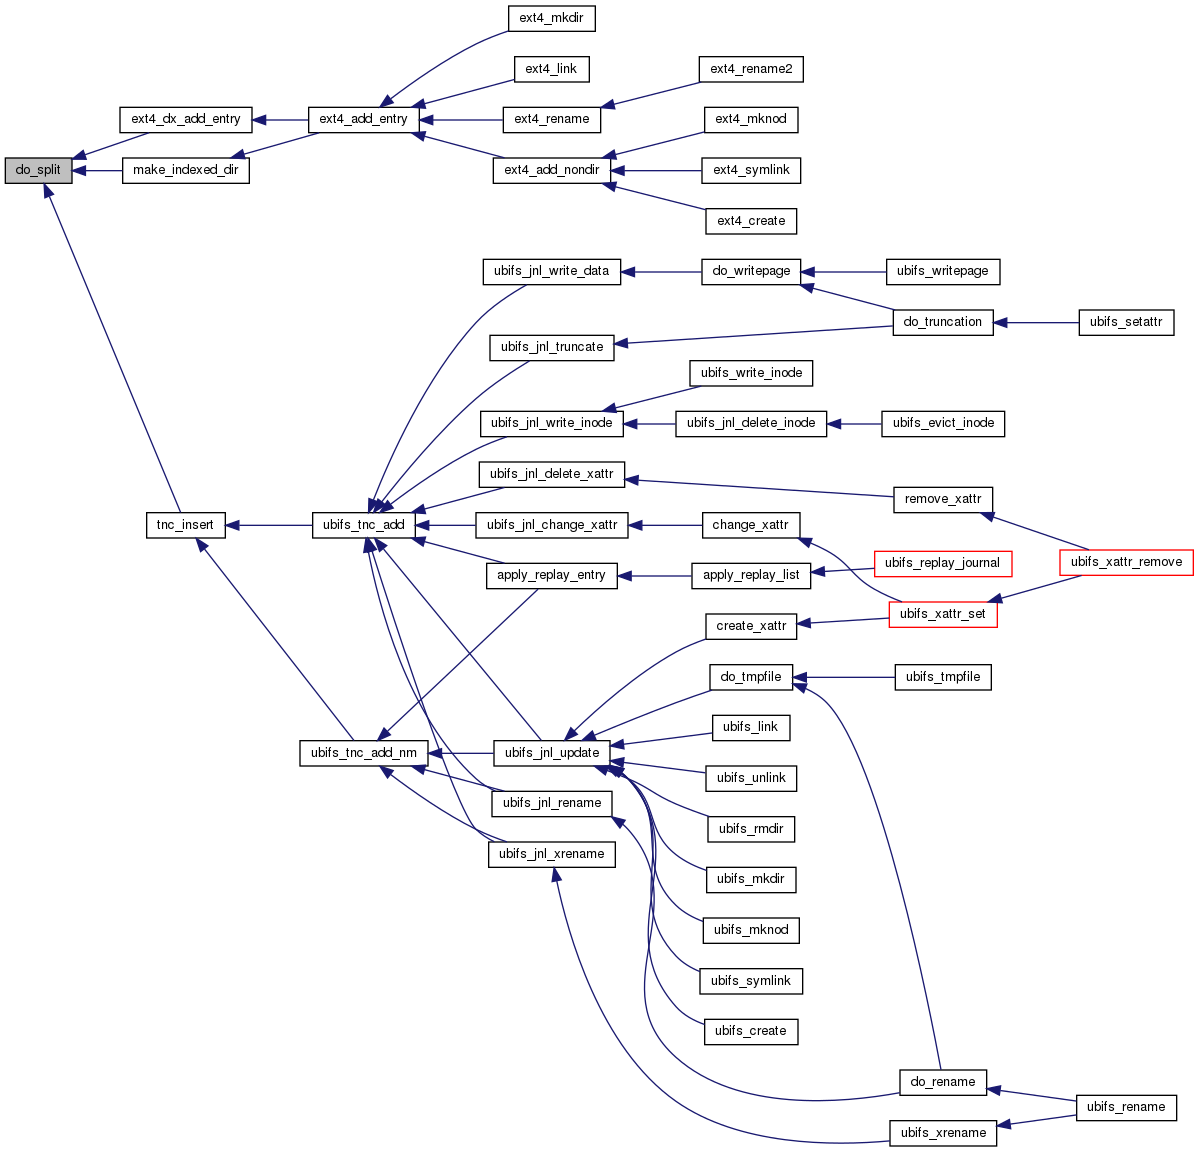 ext4_mkdir
ext4_link
ext4_rename2
ext4_dx_add_entry
ext4_add_entry
ext4_rename
ext4_mknod
do_split
make_indexed_dir
ext4_add_nondir
ext4_symlink
ext4_create
ubifs_jnl_write_data
do_writepage
ubifs_writepage
do_truncation
ubifs_setattr
ubifs_jnl_truncate
ubifs_write_inode
ubifs_jnl_write_inode
ubifs_jnl_delete_inode
ubifs_evict_inode
ubifs_jnl_delete_xattr
remove_xattr
tnc_insert
ubifs_tnc_add
ubifs_jnl_change_xattr
change_xattr
ubifs_replay_journal
ubifs_xattr_remove
apply_replay_entry
apply_replay_list
ubifs_xattr_set
create_xattr
do_tmpfile
ubifs_tmpfile
ubifs_link
ubifs_tnc_add_nm
ubifs_jnl_update
ubifs_unlink
ubifs_jnl_rename
ubifs_rmdir
ubifs_jnl_xrename
ubifs_mkdir
ubifs_mknod
ubifs_symlink
ubifs_create
do_rename
ubifs_rename
ubifs_xrename